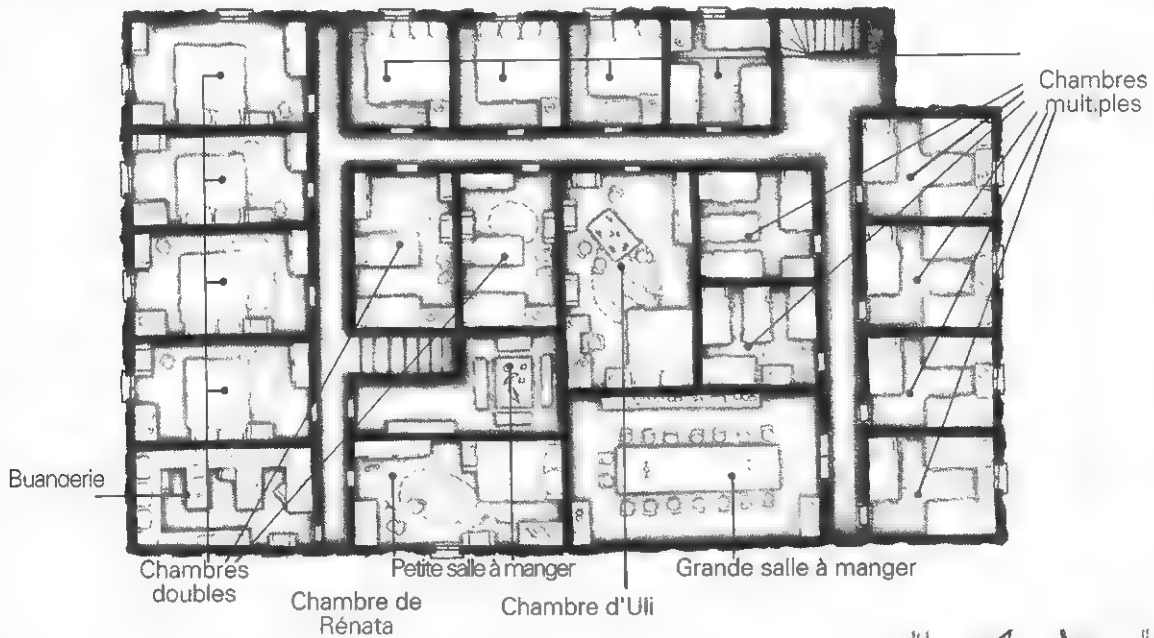 Chambres
mult.ples
Buanderie
Chambres
doubles
Petite salle à manger
Grande salle à manger
Chambre de
Rénata
Chambre d'Uli